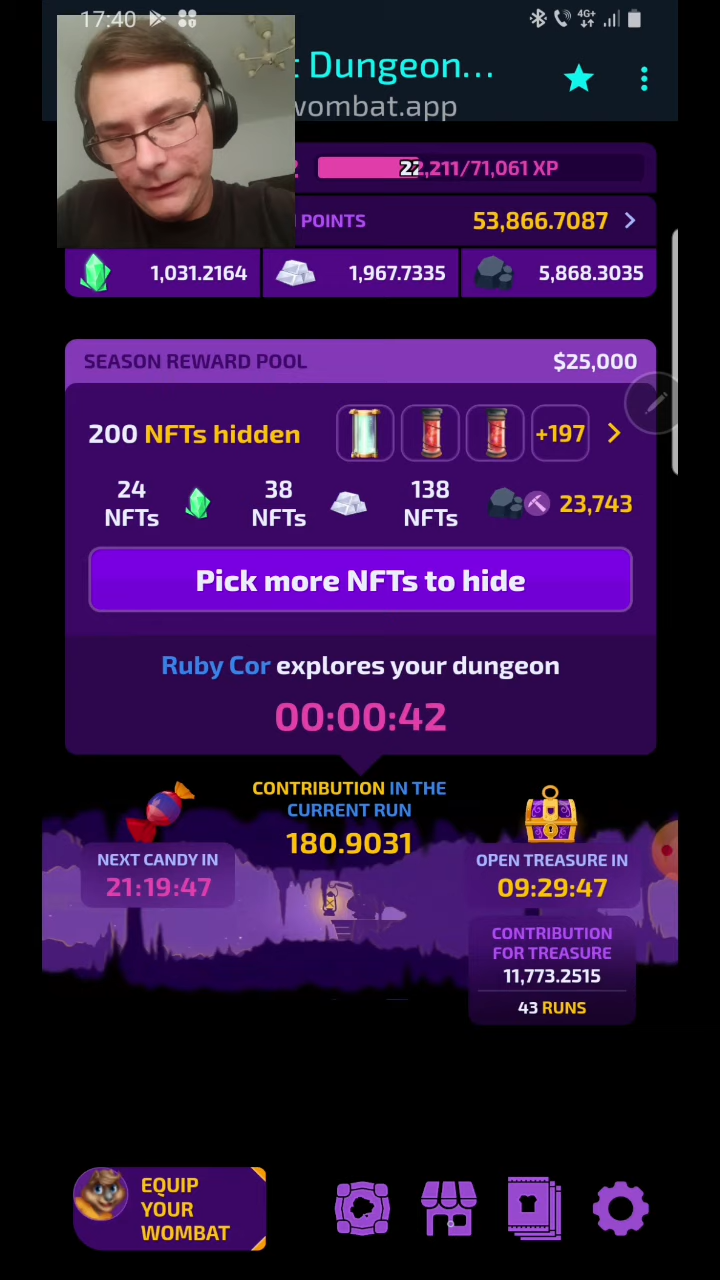 17:40
4G+
: Dungeon...
wombat.app
22,211/71,061 XP
POINTS
53,866.7087
1,031.2164
1,967.7335
5,868.3035
SEASON REWARD POOL
$25,000
200 NFTs hidden
+197
24 NFTs
38 NFTs
138 NFTs
23,743
Pick more NFTs to hide
Ruby Cor explores your dungeon
00:00:42
CONTRIBUTION IN THE
CURRENT RUN
180.9031
NEXT CANDY IN
21:19:47
OPEN TREASURE IN
09:29:47
CONTRIBUTION
FOR TREASURE
11,773.2515
43 RUNS
EQUIP
YOUR
WOMBAT